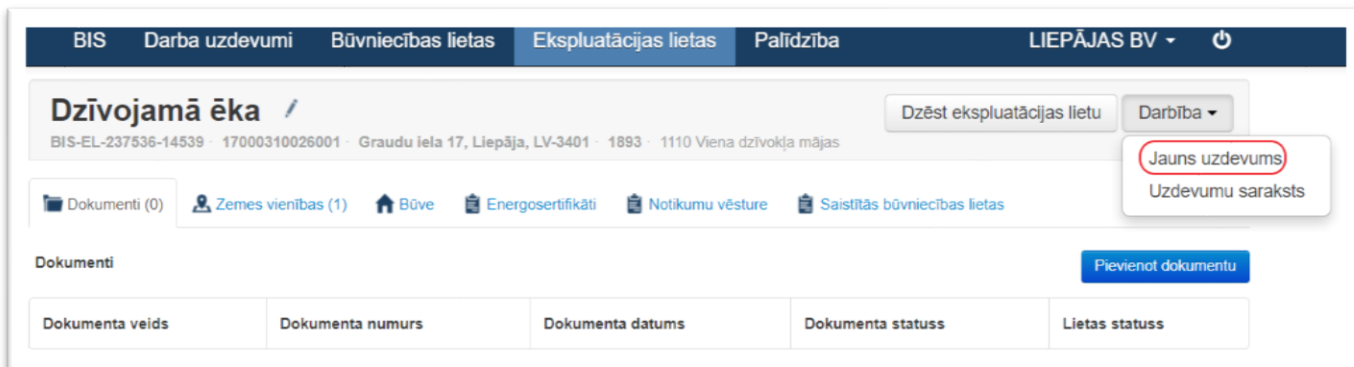 BIS Darba uzdevumi Būvniecības lietas Ekspluatācijas lietas Palīdzība LIEPĀJAS BV
Dzīvojamā ēka
Dzēst ekspluatācijas lietu Darbība
BIS-EL-237536-14539 · 17000310026001 · Graudu iela 17, Liepāja, LV-3401 · 1893 · 1110 Viena dzīvokļa mājas
Jauns uzdevums
Uzdevumu saraksts
Dokumenti (0) Zemes vienības (1) Būve Energosertifikāti Notikumu vēsture Saistītās būvniecības lietas
Dokumenti
Pievienot dokumentu
Dokumenta veids Dokumenta numurs Dokumenta datums Dokumenta statuss Lietas statuss